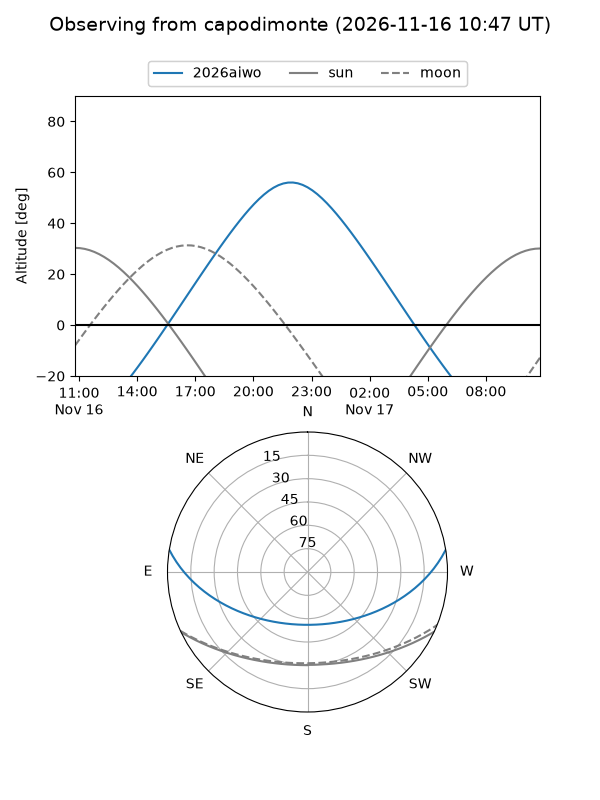 Observing from capodimonte (2026-11-16 10:47 UT)
2026aiwo sun moon
80
60
40
20
0
−20
Altitude [deg]
11:00 14:00 17:00 20:00 23:00 02:00 05:00 08:00
Nov 16 Nov 17
N
NE NW
15
30
45
60
75
E W
SE SW
S